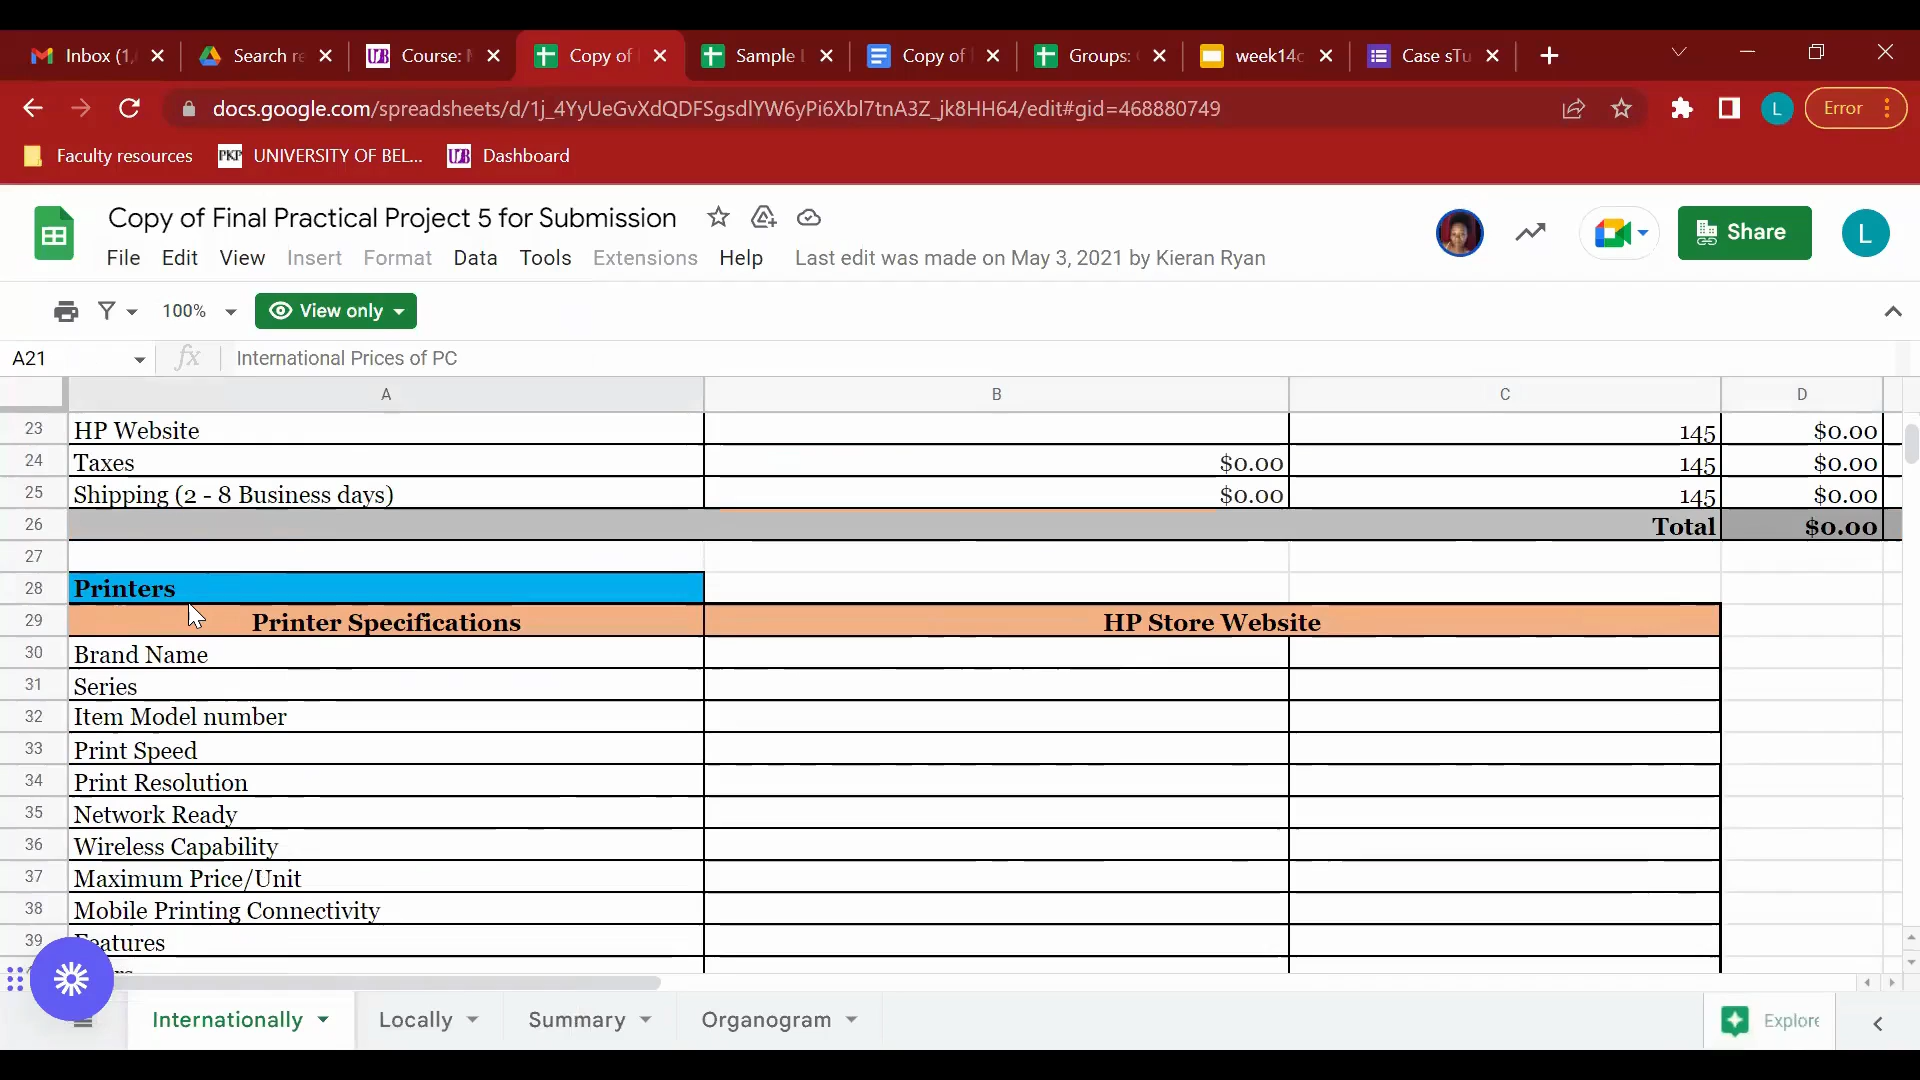 Inbox (1,
Search re
Course:
Copy of
Sample
Copy of
Groups:
week14c
Case sTu
docs.google.com/spreadsheets/d/1j_4YyUeGvXdQDFSgsdlYW6yPi6Xbl7tnA3Z_jk8HH64/edit#gid=468880749
L
Error
Faculty resources
PKP UNIVERSITY OF BEL...
UB Dashboard
Copy of Final Practical Project 5 for Submission
File Edit View Insert Format Data Tools Extensions Help Last edit was made on May 3, 2021 by Kieran Ryan
Share
L
100%
View only
A21 fx International Prices of PC
A B C D
23 HP Website 145 $0.00
24 Taxes $0.00 145 $0.00
25 Shipping (2 - 8 Business days) $0.00 145 $0.00
26 Total $0.00
27
28 Printers
29 Printer Specifications HP Store Website
30 Brand Name
31 Series
32 Item Model number
33 Print Speed
34 Print Resolution
35 Network Ready
36 Wireless Capability
37 Maximum Price/Unit
38 Mobile Printing Connectivity
39 Features
Internationally Locally Summary Organogram Explore